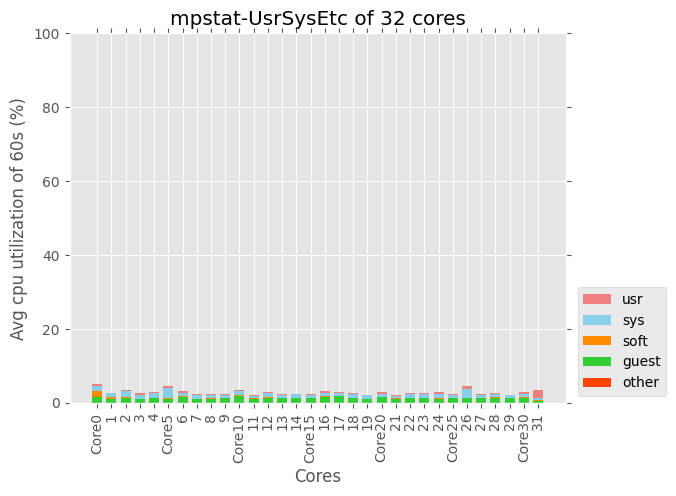 mpstat-UsrSysEtc of 32 cores
Avg cpu utilization of 60s (%)
100
80
60
40
20
0
usr
sys
soft
guest
other
Core0
1
2
3
4
Core5
6
7
8
9
Core10
11
12
13
14
Core15
16
17
18
19
Core20
21
22
23
24
Core25
26
27
28
29
Core30
31
Cores